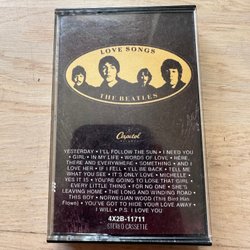 LOVE SONGS
THE BEATLES
Capitol
YESTERDAY • I'LL FOLLOW THE SUN • I NEED YOU
• GIRL • IN MY LIFE • WORDS OF LOVE • HERE,
THERE AND EVERYWHERE • SOMETHING • AND I
LOVE HER • IF I FELL • I'LL BE BACK • TELL ME
WHAT YOU SEE • IT'S ONLY LOVE • MICHELLE •
YES IT IS • YOU'RE GOING TO LOSE THAT GIRL •
EVERY LITTLE THING • FOR NO ONE • SHE'S
LEAVING HOME • THE LONG AND WINDING ROAD •
THIS BOY • NORWEGIAN WOOD (This Bird Has
Flown) • YOU'VE GOT TO HIDE YOUR LOVE AWAY
• I WILL • P.S. I LOVE YOU
4X2B-11711
STEREO CASSETTE